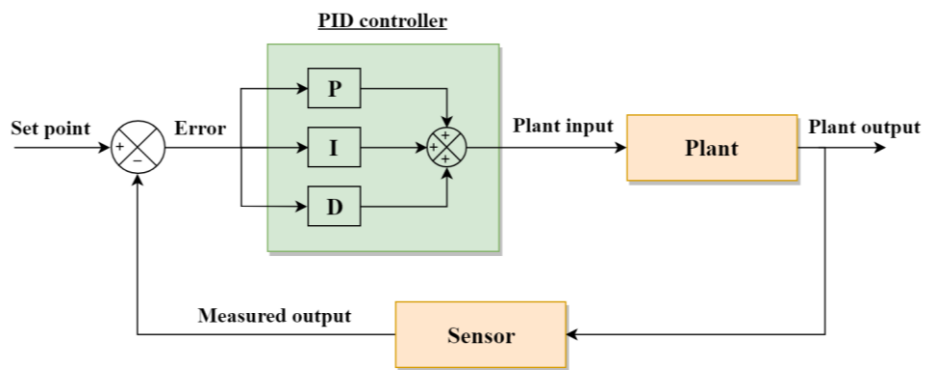 PID controller
Set point
Error
P
I
D
Plant input
Plant
Plant output
Measured output
Sensor
+
−
+
+
+